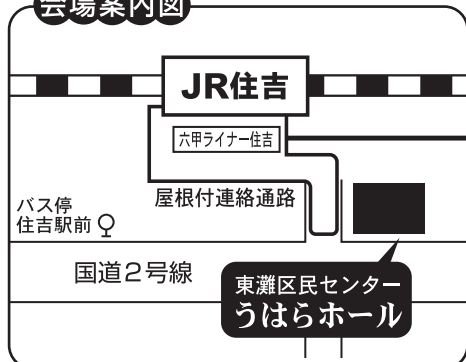 会場案内図
JR住吉
六甲ライナー住吉
屋根付連絡通路
バス停
住吉駅前
国道2号線
東灘区民センター
うはらホール